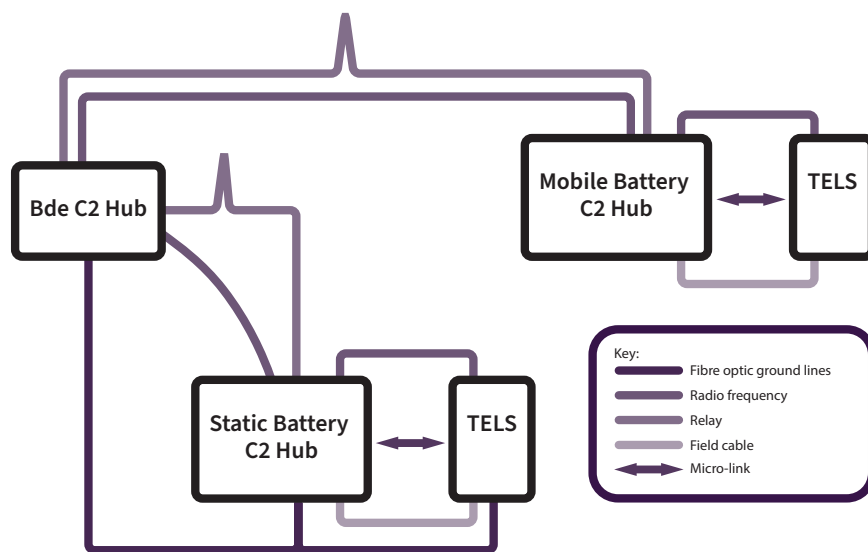 Bde C2 Hub
Mobile Battery
C2 Hub
TELS
Static Battery
C2 Hub
TELS
Key:
Fibre optic ground lines
Radio frequency
Relay
Field cable
Micro-link